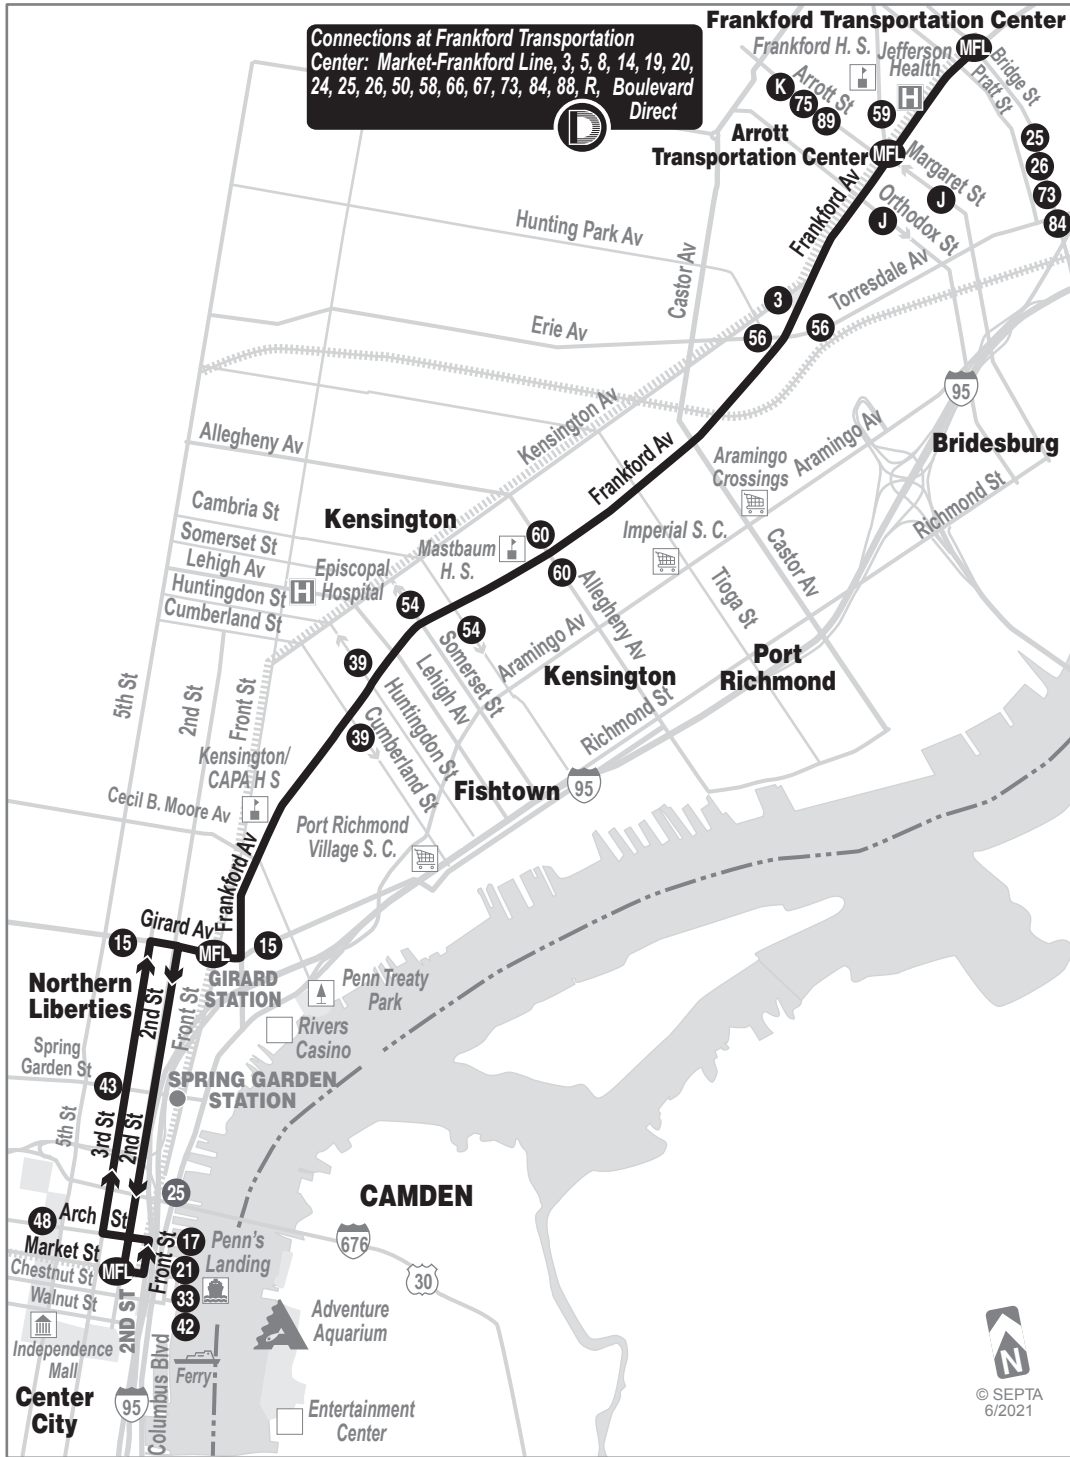 Frankford Transportation Center
Connections at Frankford Transportation
Center: Market-Frankford Line, 3, 5, 8, 14, 19, 20,
24, 25, 26, 50, 58, 66, 67, 73, 84, 88, R, Boulevard
Direct
D
Frankford H. S.
Jefferson
Health
MFL
Bridge St
Pratt St
H
K
75
89
Arrott St
59
Arrott
Transportation Center
MFL
Margaret St
25
26
73
84
J
J
Orthodox St
Frankford Av
Hunting Park Av
Castor Av
Torresdale Av
3
56
56
Erie Av
95
Kensington Av
Allegheny Av
Frankford Av
Aramingo
Crossings
Aramingo Av
Bridesburg
Richmond St
Cambria St
Kensington
Somerset St
Mastbaum
H. S.
60
Imperial S. C.
Castor Av
Lehigh Av
Episcopal
Hospital
H
Huntingdon St
60
Allegheny Av
Tioga St
Cumberland St
54
54
Somerset St
Aramingo Av
Port
Richmond
Kensington
39
Lehigh Av
5th St
2nd St
Front St
Huntingdon St
Richmond St
39
Cumberland St
Kensington/
CAPA H S
Fishtown
95
Cecil B. Moore Av
Port Richmond
Village S. C.
Frankford Av
Girard Av
15
MFL
15
GIRARD
STATION
Northern
Liberties
2nd St
Front St
Penn Treaty
Park
Rivers
Casino
Spring
Garden St
43
SPRING GARDEN
STATION
5th St
3rd St
2nd St
25
CAMDEN
48
Arch St
17
Penn's
Landing
676
Market St
Front St
MFL
21
30
Chestnut St
33
Walnut St
42
Adventure
Aquarium
2ND ST
Independence
Mall
Columbus Blvd
Ferry
N
Center
City
95
Entertainment
Center
© SEPTA
6/2021